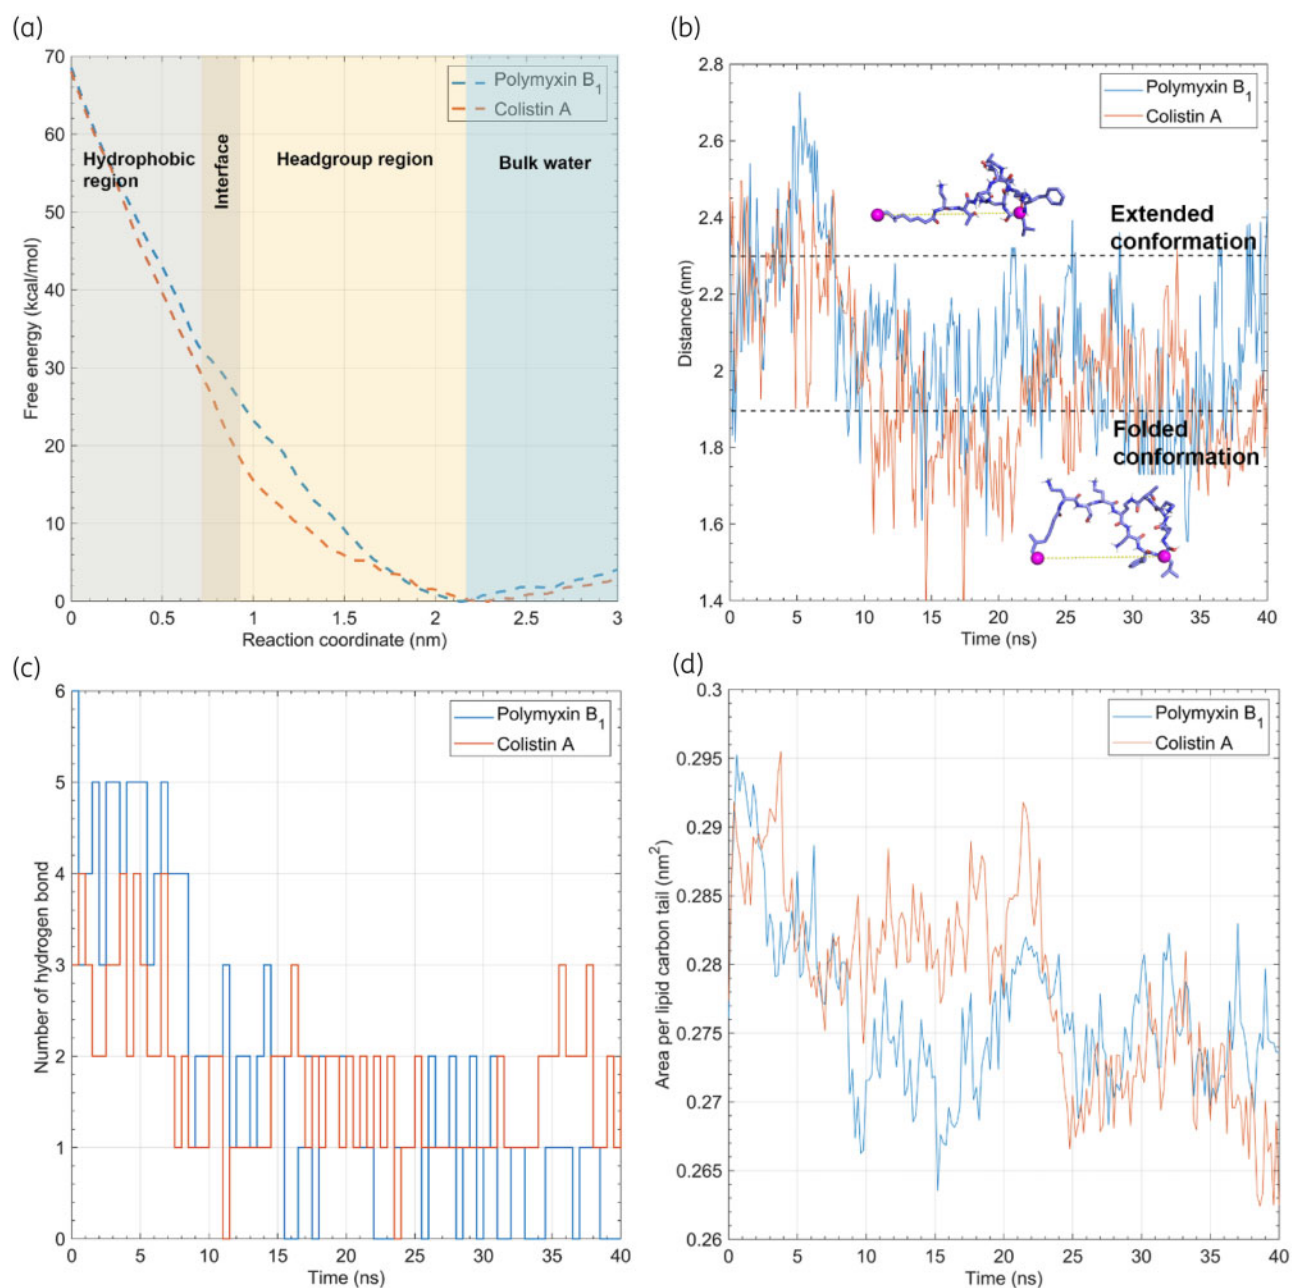 (a)
70
60
50
40
30
20
10
0
Free energy (kcal/mol)
Polymyxin B1
Colistin A
Hydrophobic
region
Interface
Headgroup region
Bulk water
0 0.5 1 1.5 2 2.5 3
Reaction coordinate (nm)
(b)
2.8
2.6
2.4
2.2
2
1.8
1.6
1.4
Distance (nm)
Polymyxin B1
Colistin A
Extended
conformation
Folded
conformation
0 5 10 15 20 25 30 35 40
Time (ns)
(c)
6
5
4
3
2
1
0
Number of hydrogen bond
Polymyxin B1
Colistin A
0 5 10 15 20 25 30 35 40
Time (ns)
(d)
0.3
0.295
0.29
0.285
0.28
0.275
0.27
0.265
0.26
Area per lipid carbon tail (nm²)
Polymyxin B1
Colistin A
0 5 10 15 20 25 30 35 40
Time (ns)